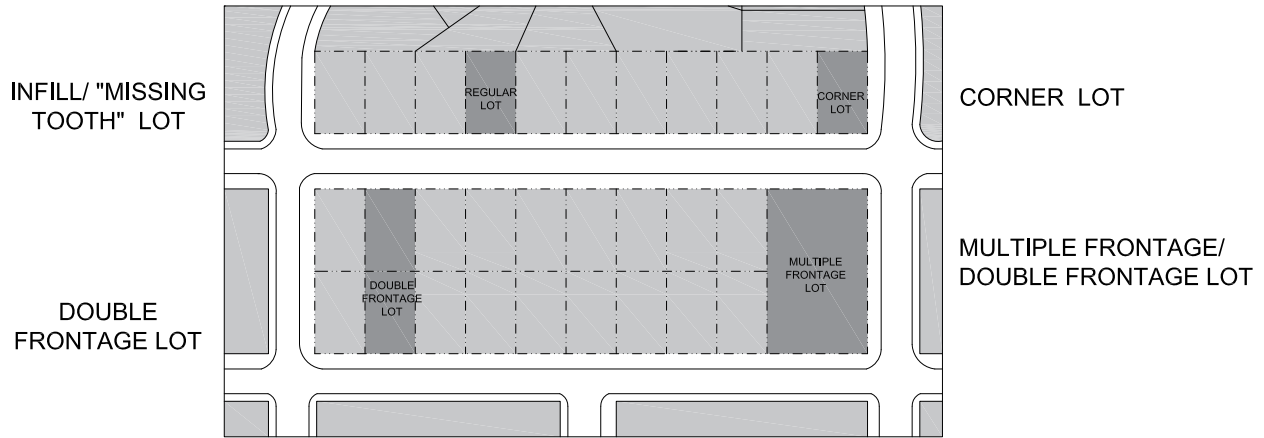 INFILL/ "MISSING
TOOTH" LOT
REGULAR
LOT
CORNER
LOT
CORNER LOT
DOUBLE
FRONTAGE LOT
DOUBLE
FRONTAGE
LOT
MULTIPLE
FRONTAGE
LOT
MULTIPLE FRONTAGE/
DOUBLE FRONTAGE LOT